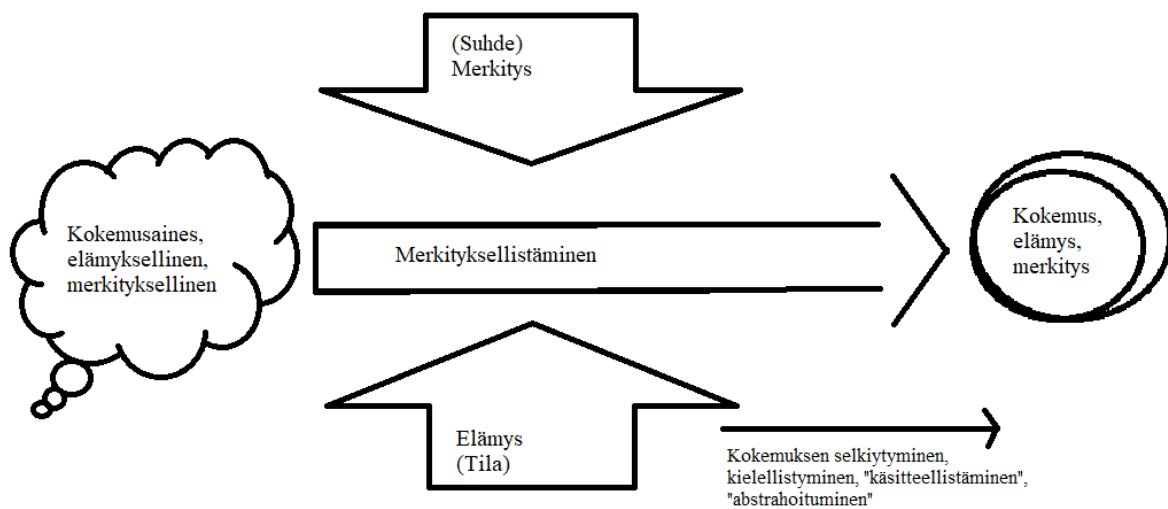 (Suhde)
Merkitys
Kokemusaines,
elämyksellinen,
merkityksellinen
Merkityksellistäminen
Kokemus,
elämys,
merkitys
Elämys
(Tila)
Kokemuksen selkiytyminen,
kielellistyminen, "käsitteellistäminen",
"abstrahoituminen"